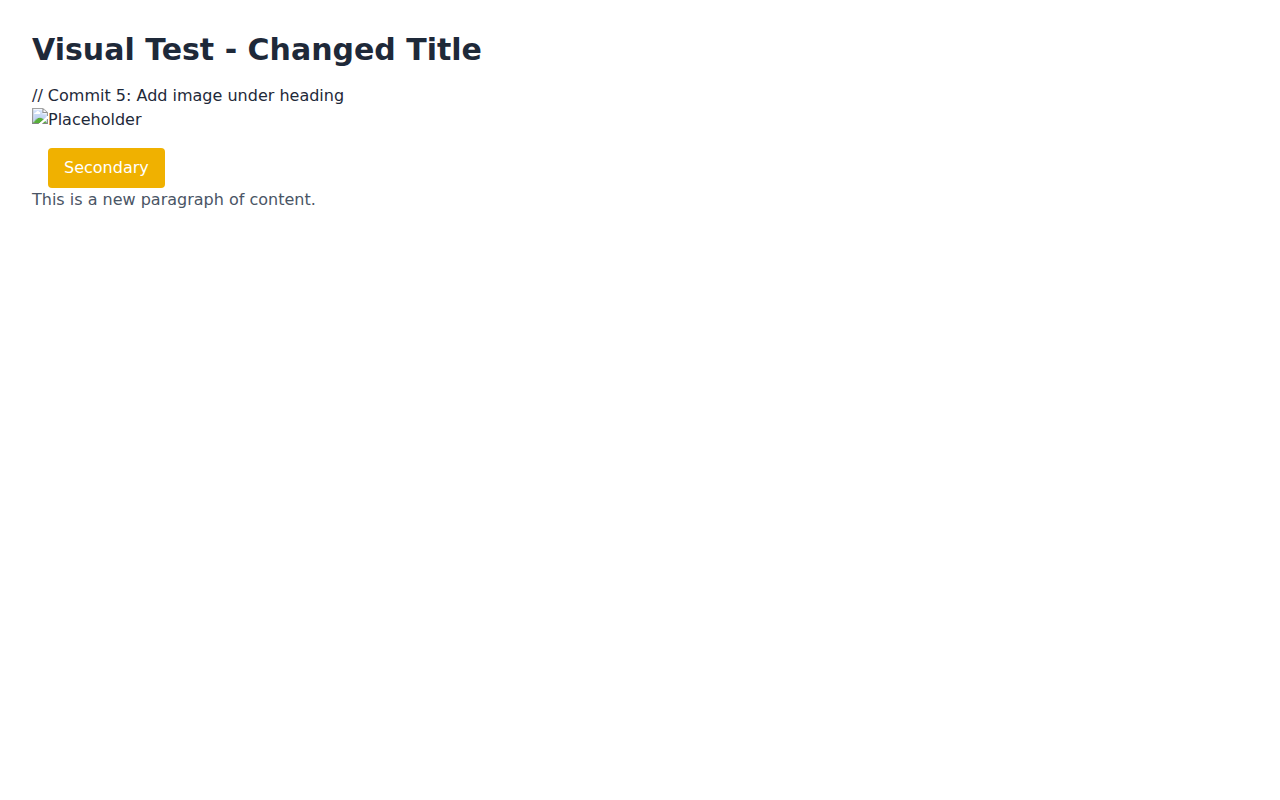 Visual Test - Changed Title
// Commit 5: Add image under heading
Placeholder
Secondary
This is a new paragraph of content.